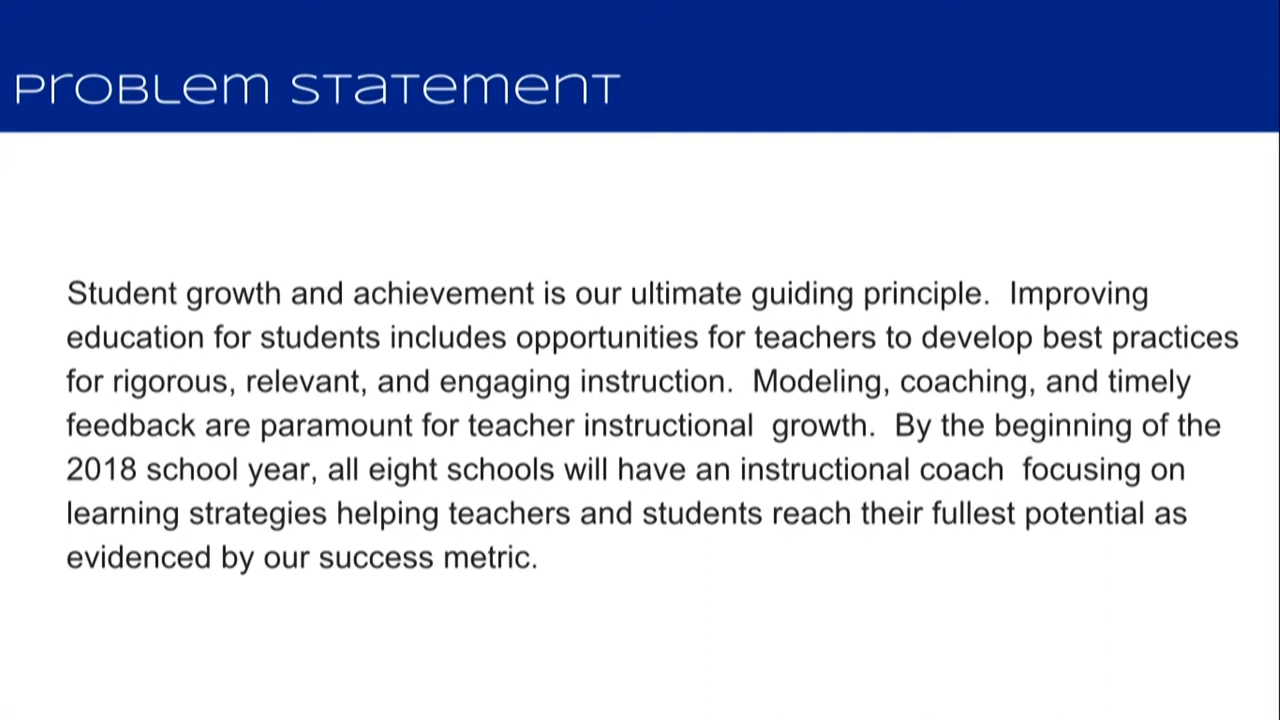 Problem Statement
Student growth and achievement is our ultimate guiding principle.  Improving
education for students includes opportunities for teachers to develop best practices
for rigorous, relevant, and engaging instruction.  Modeling, coaching, and timely
feedback are paramount for teacher instructional  growth.  By the beginning of the
2018 school year, all eight schools will have an instructional coach  focusing on
learning strategies helping teachers and students reach their fullest potential as
evidenced by our success metric.